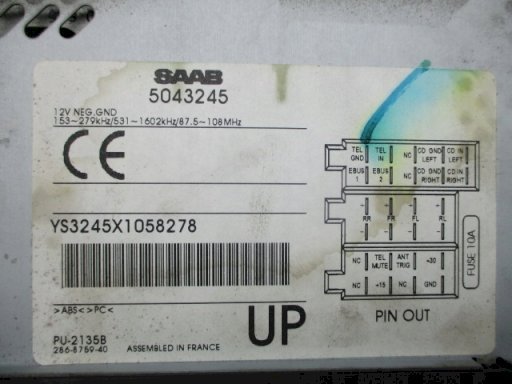 SAAB
5043245
12V NEG.GND
153~279kHz/531~1602kHz/87.5~108MHz
CE
YS3245X1058278
>ABS<>PC<
PU-2135B
286-8759-40
ASSEMBLED IN FRANCE
UP
TEL GND TEL IN NC CD GND LEFT CD IN LEFT
EBUS 1 EBUS 2 NC CD GND RIGHT CD IN RIGHT
- - - -
RR FR FL RL
+ + + +
NC TEL MUTE ANT TRIG +30
NC +15 NC GND
FUSE 10A
PIN OUT